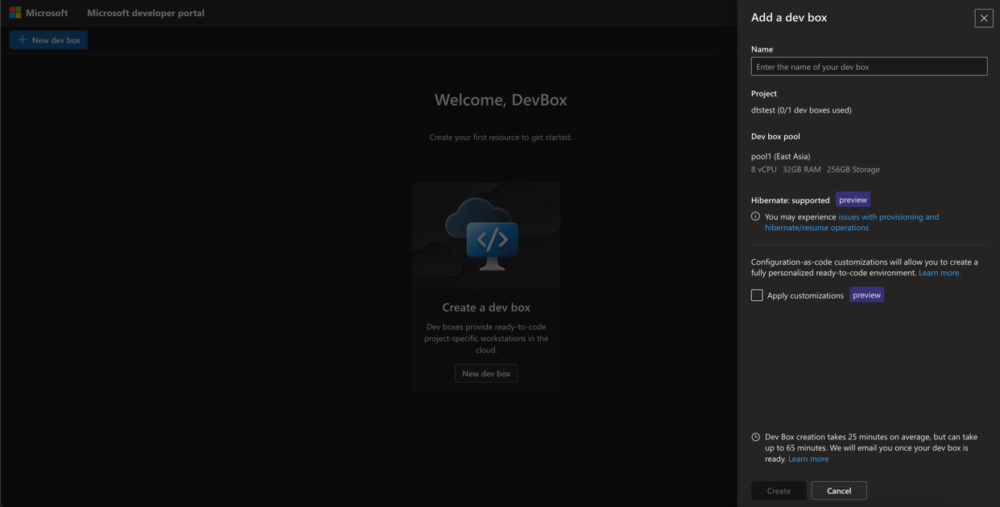 Microsoft Microsoft developer portal
New dev box
Welcome, DevBox
Create your first resource to get started.
Create a dev box
Dev boxes provide ready-to-code
project-specific workstations in the
cloud.
New dev box
Add a dev box
Name
Enter the name of your dev box
Project
dtstest (0/1 dev boxes used)
Dev box pool
pool1 (East Asia)
8 vCPU 32GB RAM 256GB Storage
Hibernate: supported preview
You may experience issues with provisioning and
hibernate/resume operations
Configuration-as-code customizations will allow you to create a
fully personalized ready-to-code environment. Learn more.
Apply customizations preview
Dev Box creation takes 25 minutes on average, but can take
up to 65 minutes. We will email you once your dev box is
ready. Learn more
Create Cancel